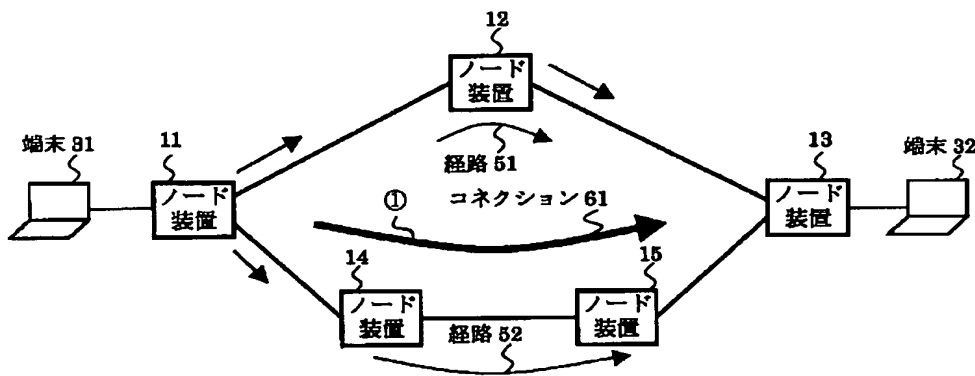 12
ノード
装置
端末 31
11
ノード
装置
経路 51
13
ノード
装置
端末 32
①
コネクション 61
14
ノード
装置
15
ノード
装置
経路 52